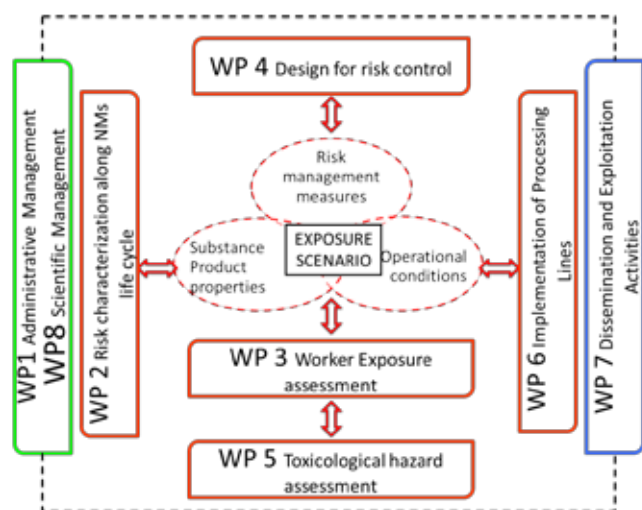 WP 4 Design for risk control
WP1 Administrative Management
WP8 Scientific Management
WP 2 Risk characterization along NMs
life cycle
Risk
management
measures
Substance
Product
properties
EXPOSURE
SCENARIO
Operational
conditions
WP 6 Implementation of Processing
Lines
WP 7 Dissemination and Exploitation
Activities
WP 3 Worker Exposure
assessment
WP 5 Toxicological hazard
assessment